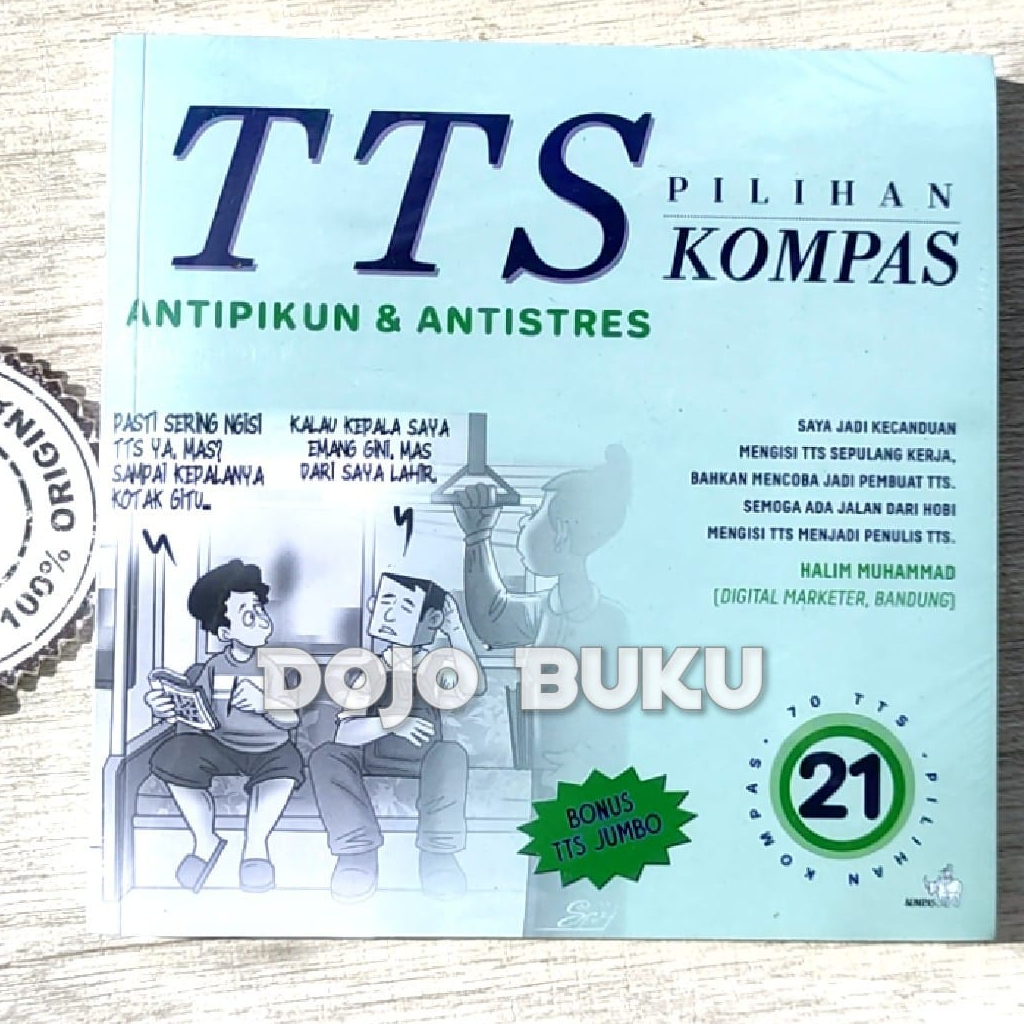 TTS
PILIHAN
KOMPAS
ANTIPIKUN & ANTISTRES
PASTI SERING NGISI
TTS YA, MAS?
SAMPAI KEPALANYA
KOTAK GITU...
KALAU KEPALA SAYA
EMANG GINI, MAS
DARI SAYA LAHIR.
SAYA JADI KECANDUAN
MENGISI TTS SEPULANG KERJA,
BAHKAN MENCOBA JADI PEMBUAT TTS.
SEMOGA ADA JALAN DARI HOBI
MENGISI TTS MENJADI PENULIS TTS.
HALIM MUHAMMAD
(DIGITAL MARKETER, BANDUNG)
100% ORIGINA
DOJO BUKU
BONUS
TTS JUMBO
70 TTS . PILIHAN KOMPAS .
21
KOMPAS